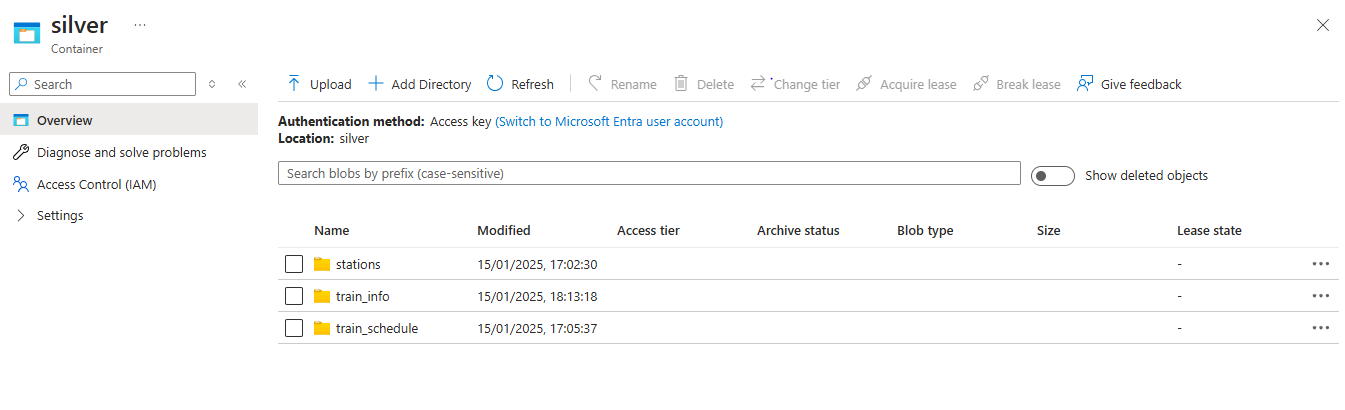 silver ...
Container
Search
Upload Add Directory Refresh Rename Delete Change tier Acquire lease Break lease Give feedback
Overview
Diagnose and solve problems
Access Control (IAM)
Settings
Authentication method: Access key (Switch to Microsoft Entra user account)
Location: silver
Search blobs by prefix (case-sensitive)
Show deleted objects
Name Modified Access tier Archive status Blob type Size Lease state
stations 15/01/2025, 17:02:30 - ...
train_info 15/01/2025, 18:13:18 - ...
train_schedule 15/01/2025, 17:05:37 - ...